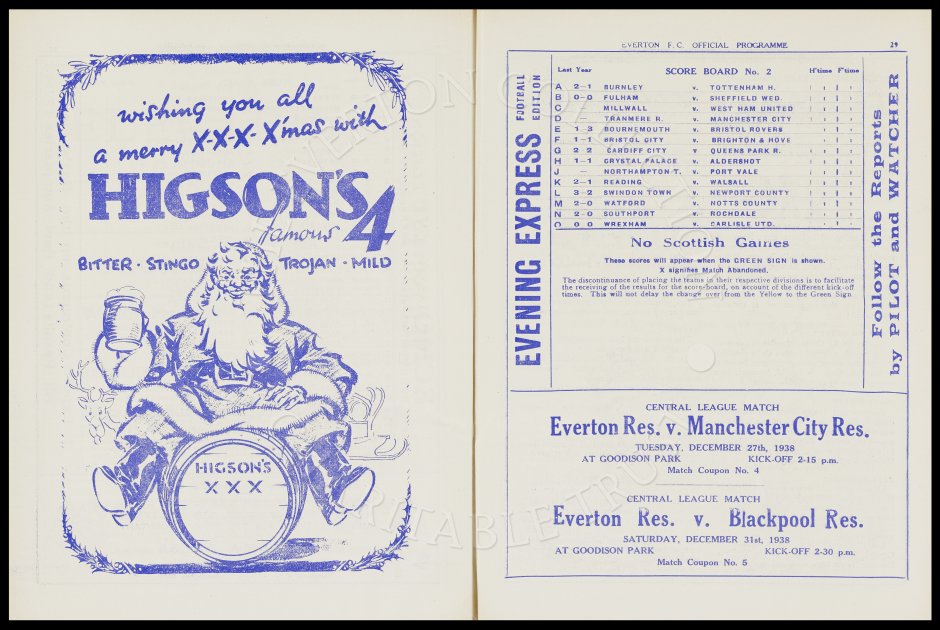 wishing you all
a merry X-X-X-X'mas with
HIGSON'S
famous 4
BITTER · STINGO TROJAN · MILD
HIGSON'S
XXX
EVERTON F.C. OFFICIAL PROGRAMME 29
EVENING EXPRESS FOOTBALL EDITION
Last Year SCORE BOARD No. 2 H'time F'time
A 2-1 BURNLEY v. TOTTENHAM H.
B 0-0 FULHAM v. SHEFFIELD WED.
C - MILLWALL v. WEST HAM UNITED
D - TRANMERE R. v. MANCHESTER CITY
E 1-3 BOURNEMOUTH v. BRISTOL ROVERS
F 1-1 BRISTOL CITY v. BRIGHTON & HOVE
G 2 2 CARDIFF CITY v QUEENS PARK R.
H 1-1 CRYSTAL PALACE v. ALDERSHOT
J - NORTHAMPTON T. v. PORT VALE
K 2-1 READING v. WALSALL
L 3-2 SWINDON TOWN v. NEWPORT COUNTY
M 2-0 WATFORD v. NOTTS COUNTY
N 2-0 SOUTHPORT v. ROCHDALE
O 0 0 WREXHAM v. CARLISLE UTD.
No Scottish Games
These scores will appear when the GREEN SIGN is shown.
X signifies Match Abandoned.
The discontinuance of placing the teams in their respective divisions is to facilitate
the receiving of the results for the score-board, on account of the different kick-off
times. This will not delay the change over from the Yellow to the Green Sign
Follow the Reports
by PILOT and WATCHER
CENTRAL LEAGUE MATCH
Everton Res. v. Manchester City Res.
TUESDAY, DECEMBER 27th, 1938
AT GOODISON PARK KICK-OFF 2-15 p.m.
Match Coupon No. 4
CENTRAL LEAGUE MATCH
Everton Res. v. Blackpool Res.
SATURDAY, DECEMBER 31st, 1938
AT GOODISON PARK KICK-OFF 2-30 p.m.
Match Coupon No. 5